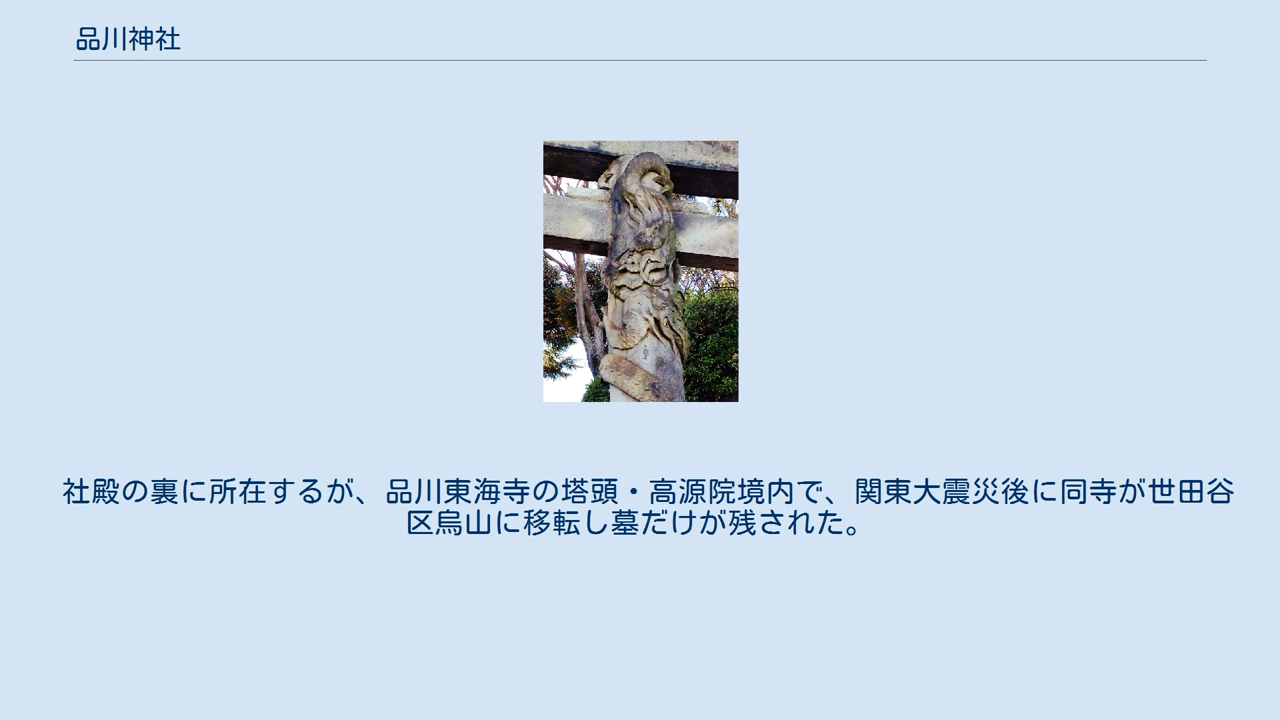 品川神社
社殿の裏に所在するが、品川東海寺の塔頭・高源院境内で、関東大震災後に同寺が世田谷
区烏山に移転し墓だけが残された。